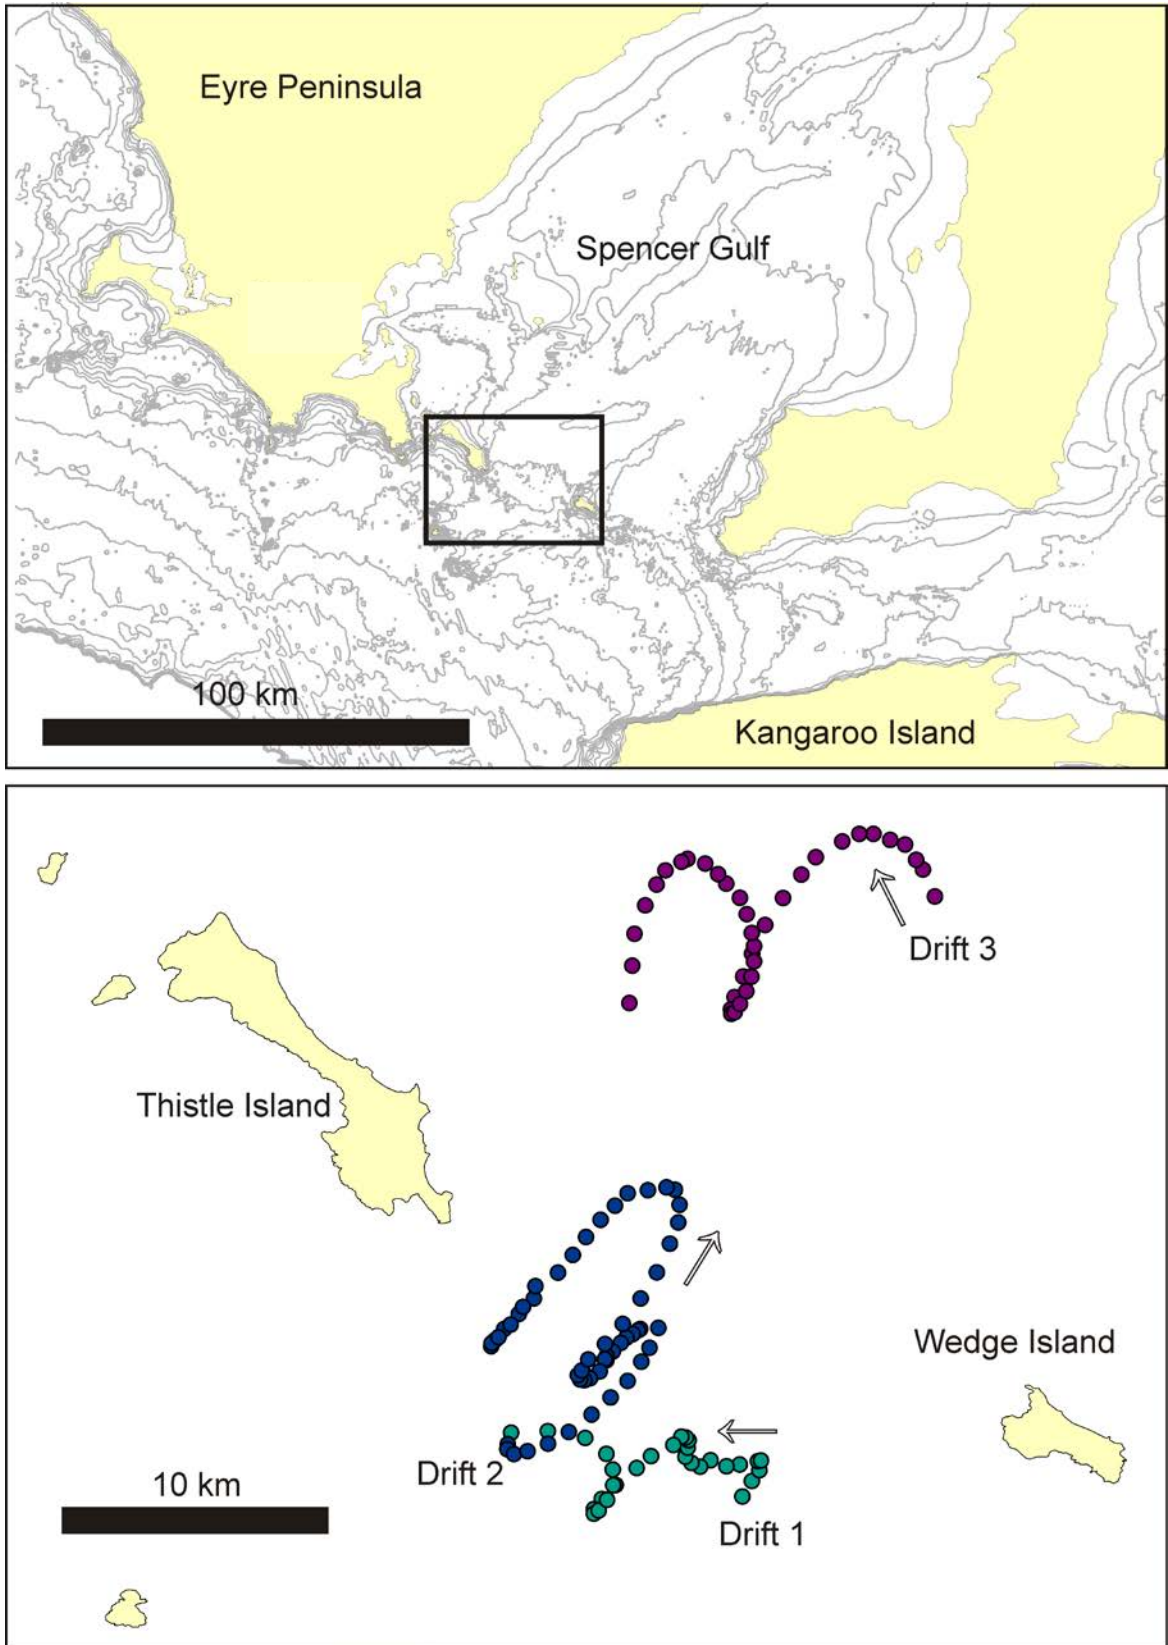 Eyre Peninsula
Spencer Gulf
100 km
Kangaroo Island
Drift 3
Thistle Island
Wedge Island
Drift 2
10 km
Drift 1